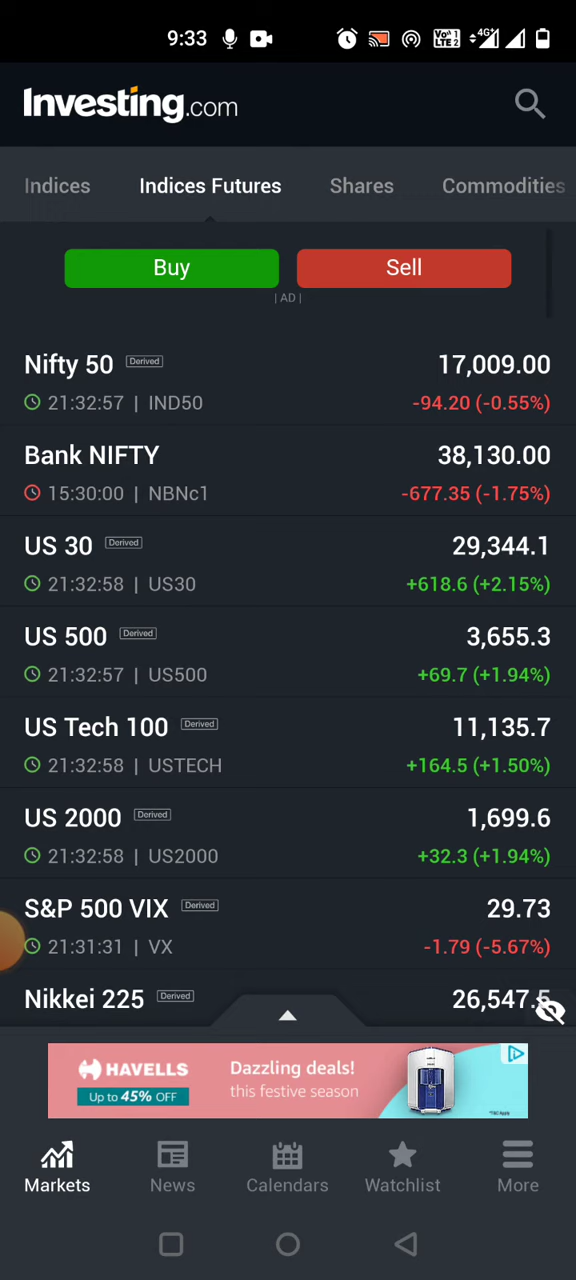 9:33 Vo) LTE2 4G+
Investing.com
Indices Indices Futures Shares Commodities
Buy Sell
| AD |
Nifty 50 Derived 17,009.00
21:32:57 | IND50 -94.20 (-0.55%)
Bank NIFTY 38,130.00
15:30:00 | NBNc1 -677.35 (-1.75%)
US 30 Derived 29,344.1
21:32:58 | US30 +618.6 (+2.15%)
US 500 Derived 3,655.3
21:32:57 | US500 +69.7 (+1.94%)
US Tech 100 Derived 11,135.7
21:32:58 | USTECH +164.5 (+1.50%)
US 2000 Derived 1,699.6
21:32:58 | US2000 +32.3 (+1.94%)
S&P 500 VIX Derived 29.73
21:31:31 | VX -1.79 (-5.67%)
Nikkei 225 Derived 26,547.5
HAVELLS Dazzling deals!
Up to 45% OFF this festive season
Markets News Calendars Watchlist More